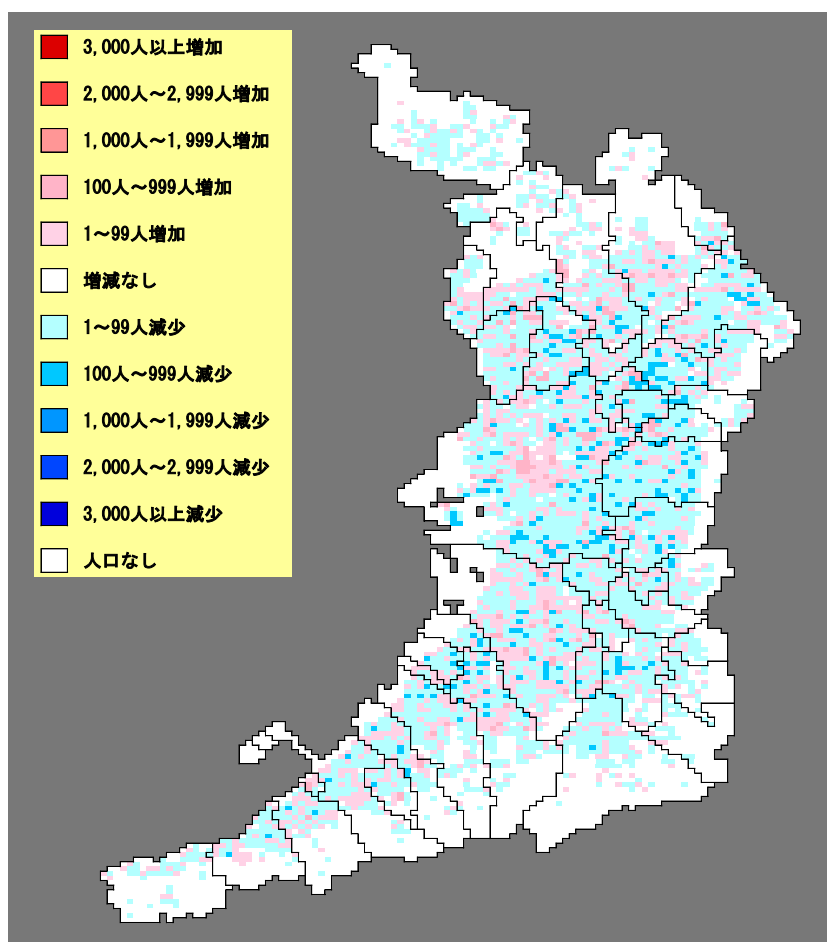 3,000人以上増加
2,000人～2,999人増加
1,000人～1,999人増加
100人～999人増加
1～99人増加
増減なし
1～99人減少
100人～999人減少
1,000人～1,999人減少
2,000人～2,999人減少
3,000人以上減少
人口なし